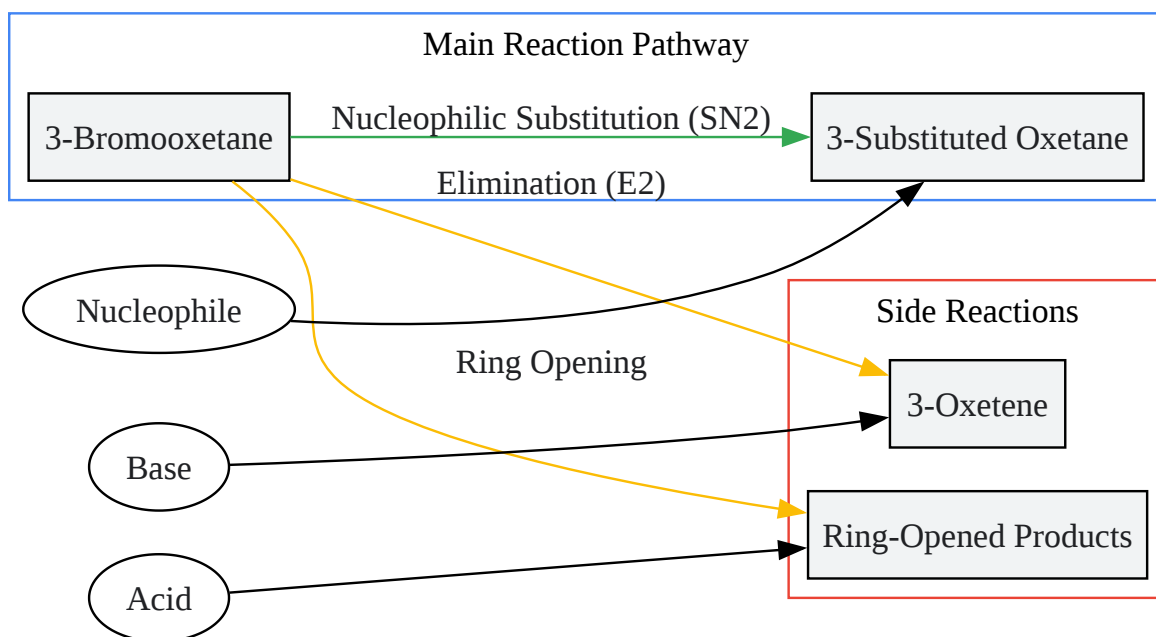 Main Reaction Pathway
3-Bromooxetane
Nucleophilic Substitution (SN2)
3-Substituted Oxetane
Elimination (E2)
Nucleophile
Side Reactions
Ring Opening
3-Oxetene
Base
Ring-Opened Products
Acid